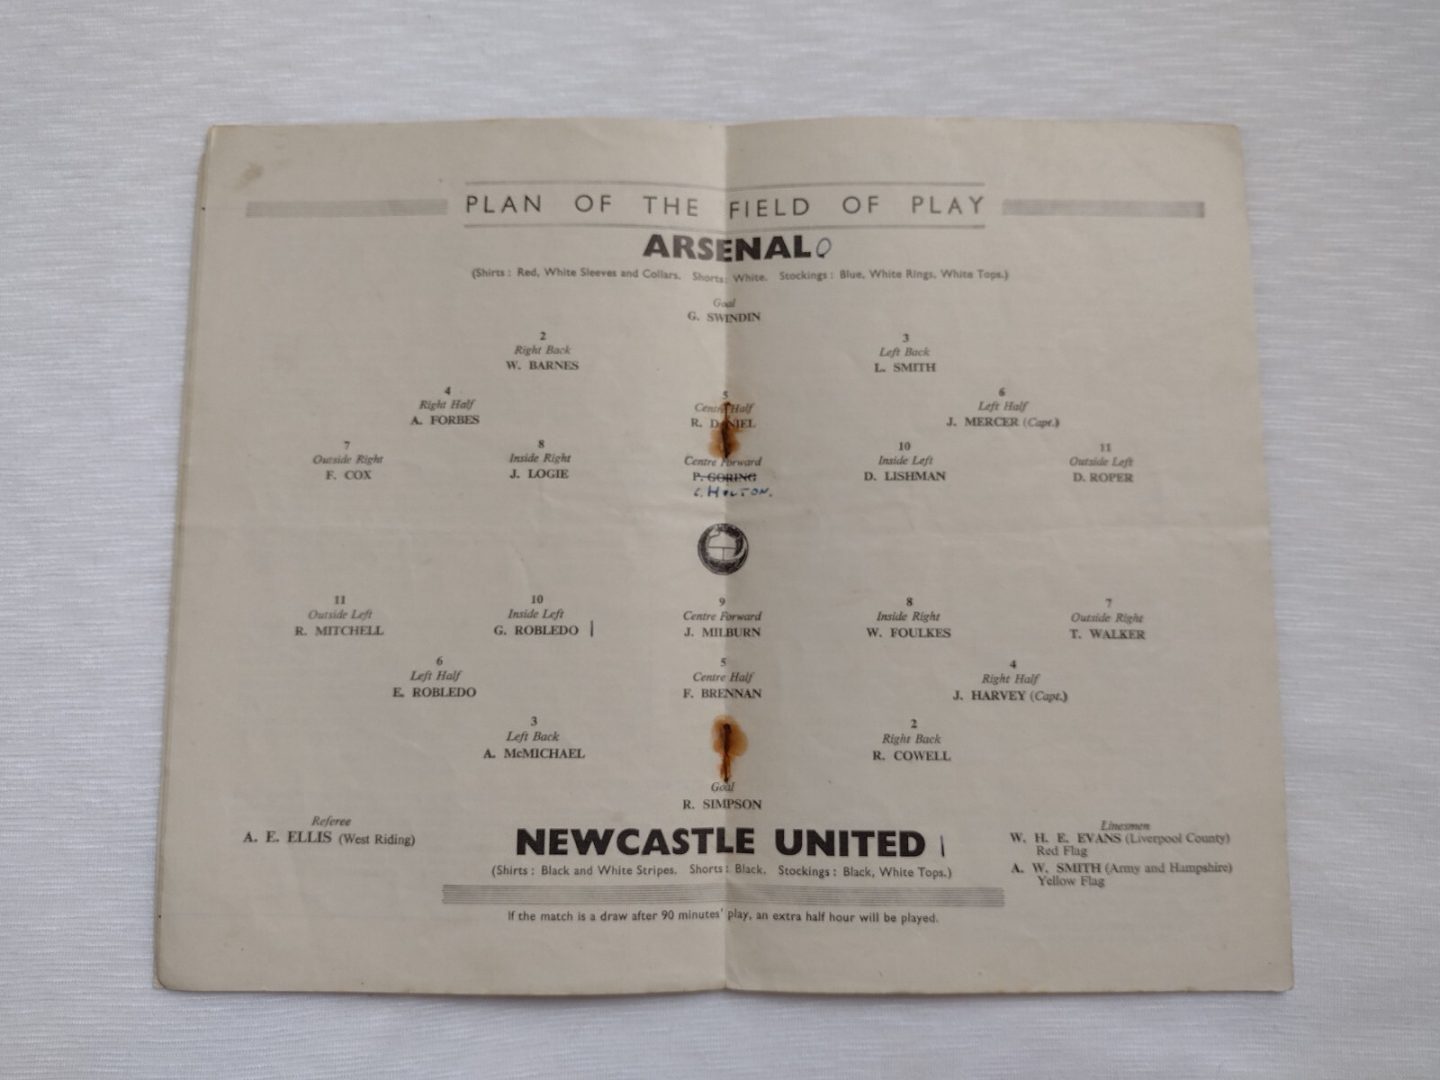 PLAN OF THE FIELD OF PLAY
ARSENAL 0
(Shirts : Red, White Sleeves and Collars. Shorts: White. Stockings : Blue, White Rings, White Tops.)
Goal
G. SWINDIN
2 3
Right Back Left Back
W. BARNES L. SMITH
4 5 6
Right Half Centre Half Left Half
A. FORBES R. DANIEL J. MERCER (Capt.)
7 8 10 11
Outside Right Inside Right Centre Forward Inside Left Outside Left
F. COX J. LOGIE P. GORING D. LISHMAN D. ROPER
C. HOLTON.
11 10 9 8 7
Outside Left Inside Left Centre Forward Inside Right Outside Right
R. MITCHELL G. ROBLEDO | J. MILBURN W. FOULKES T. WALKER
6 5 4
Left Half Centre Half Right Half
E. ROBLEDO F. BRENNAN J. HARVEY (Capt.)
3 2
Left Back Right Back
A. McMICHAEL R. COWELL
Goal
R. SIMPSON
Referee
A. E. ELLIS (West Riding)
NEWCASTLE UNITED 1
(Shirts : Black and White Stripes. Shorts : Black. Stockings : Black, White Tops.)
Linesmen
W. H. E. EVANS (Liverpool County)
Red Flag
A. W. SMITH (Army and Hampshire)
Yellow Flag
If the match is a draw after 90 minutes' play, an extra half hour will be played.